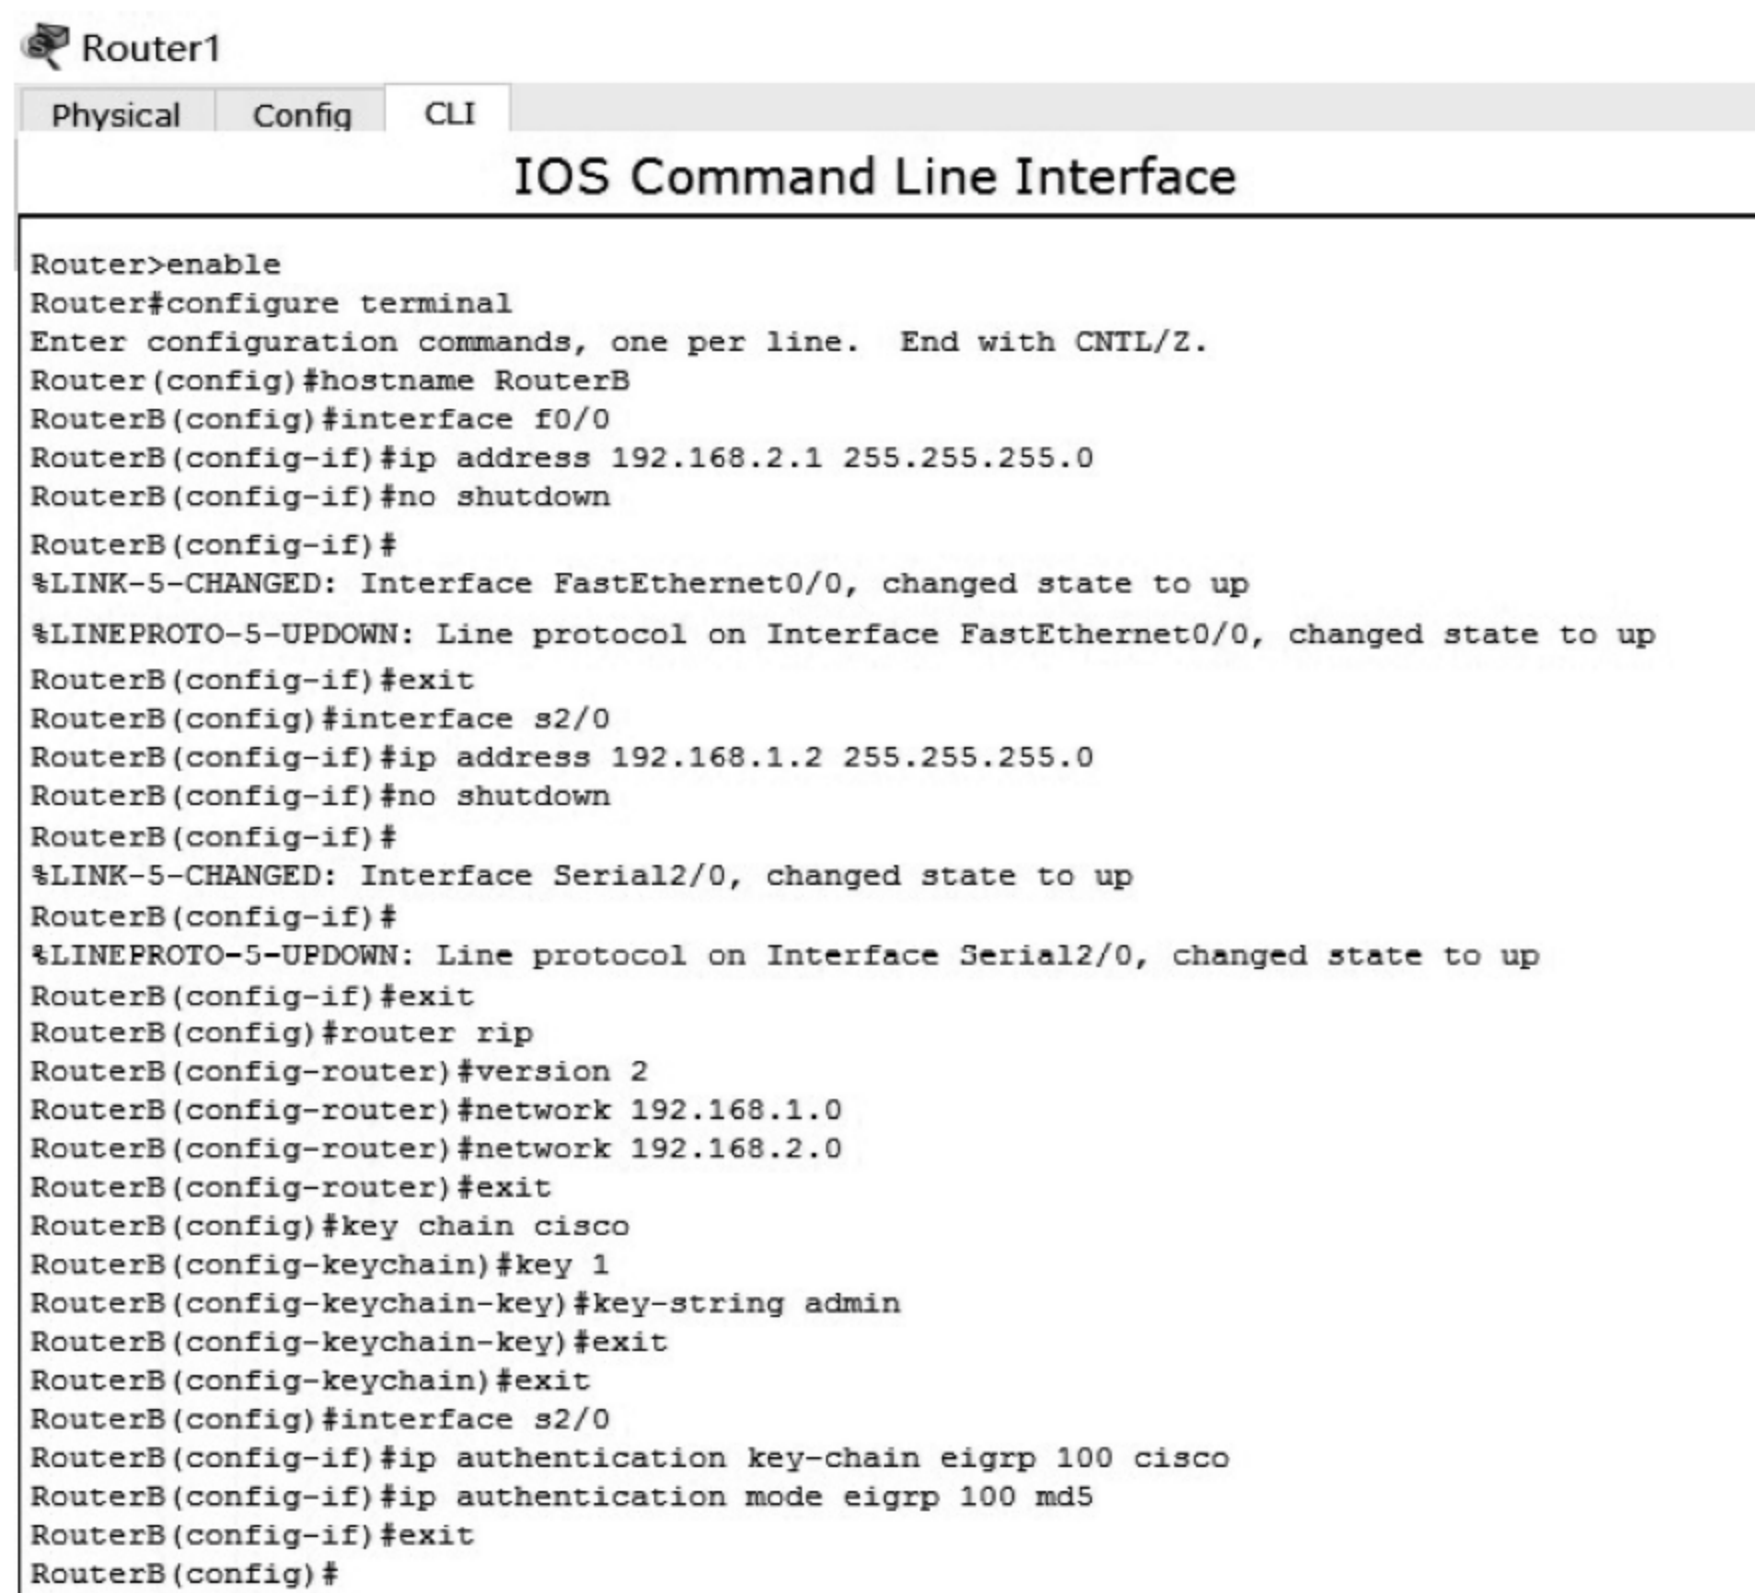 Router1
Physical Config CLI
IOS Command Line Interface
Router>enable
Router#configure terminal
Enter configuration commands, one per line.  End with CNTL/Z.
Router(config)#hostname RouterB
RouterB(config)#interface f0/0
RouterB(config-if)#ip address 192.168.2.1 255.255.255.0
RouterB(config-if)#no shutdown
RouterB(config-if)#
%LINK-5-CHANGED: Interface FastEthernet0/0, changed state to up
%LINEPROTO-5-UPDOWN: Line protocol on Interface FastEthernet0/0, changed state to up
RouterB(config-if)#exit
RouterB(config)#interface s2/0
RouterB(config-if)#ip address 192.168.1.2 255.255.255.0
RouterB(config-if)#no shutdown
RouterB(config-if)#
%LINK-5-CHANGED: Interface Serial2/0, changed state to up
RouterB(config-if)#
%LINEPROTO-5-UPDOWN: Line protocol on Interface Serial2/0, changed state to up
RouterB(config-if)#exit
RouterB(config)#router rip
RouterB(config-router)#version 2
RouterB(config-router)#network 192.168.1.0
RouterB(config-router)#network 192.168.2.0
RouterB(config-router)#exit
RouterB(config)#key chain cisco
RouterB(config-keychain)#key 1
RouterB(config-keychain-key)#key-string admin
RouterB(config-keychain-key)#exit
RouterB(config-keychain)#exit
RouterB(config)#interface s2/0
RouterB(config-if)#ip authentication key-chain eigrp 100 cisco
RouterB(config-if)#ip authentication mode eigrp 100 md5
RouterB(config-if)#exit
RouterB(config)#